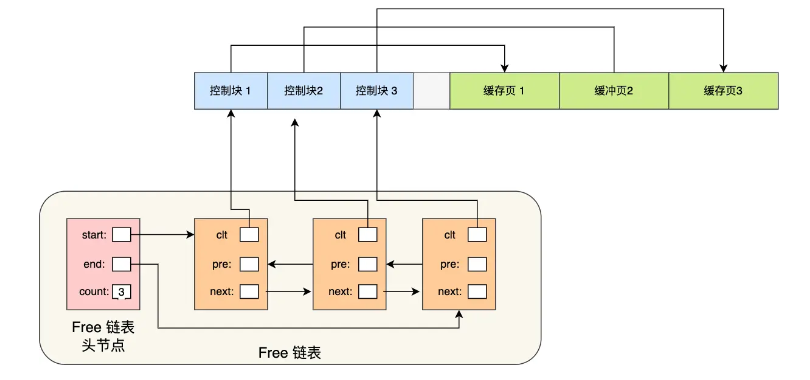 控制块 1
控制块2
控制块 3
缓存页 1
缓冲页2
缓存页3
start:
end:
count: 3
clt
pre:
next:
clt
pre:
next:
clt
pre:
next:
Free 链表
头节点
Free 链表